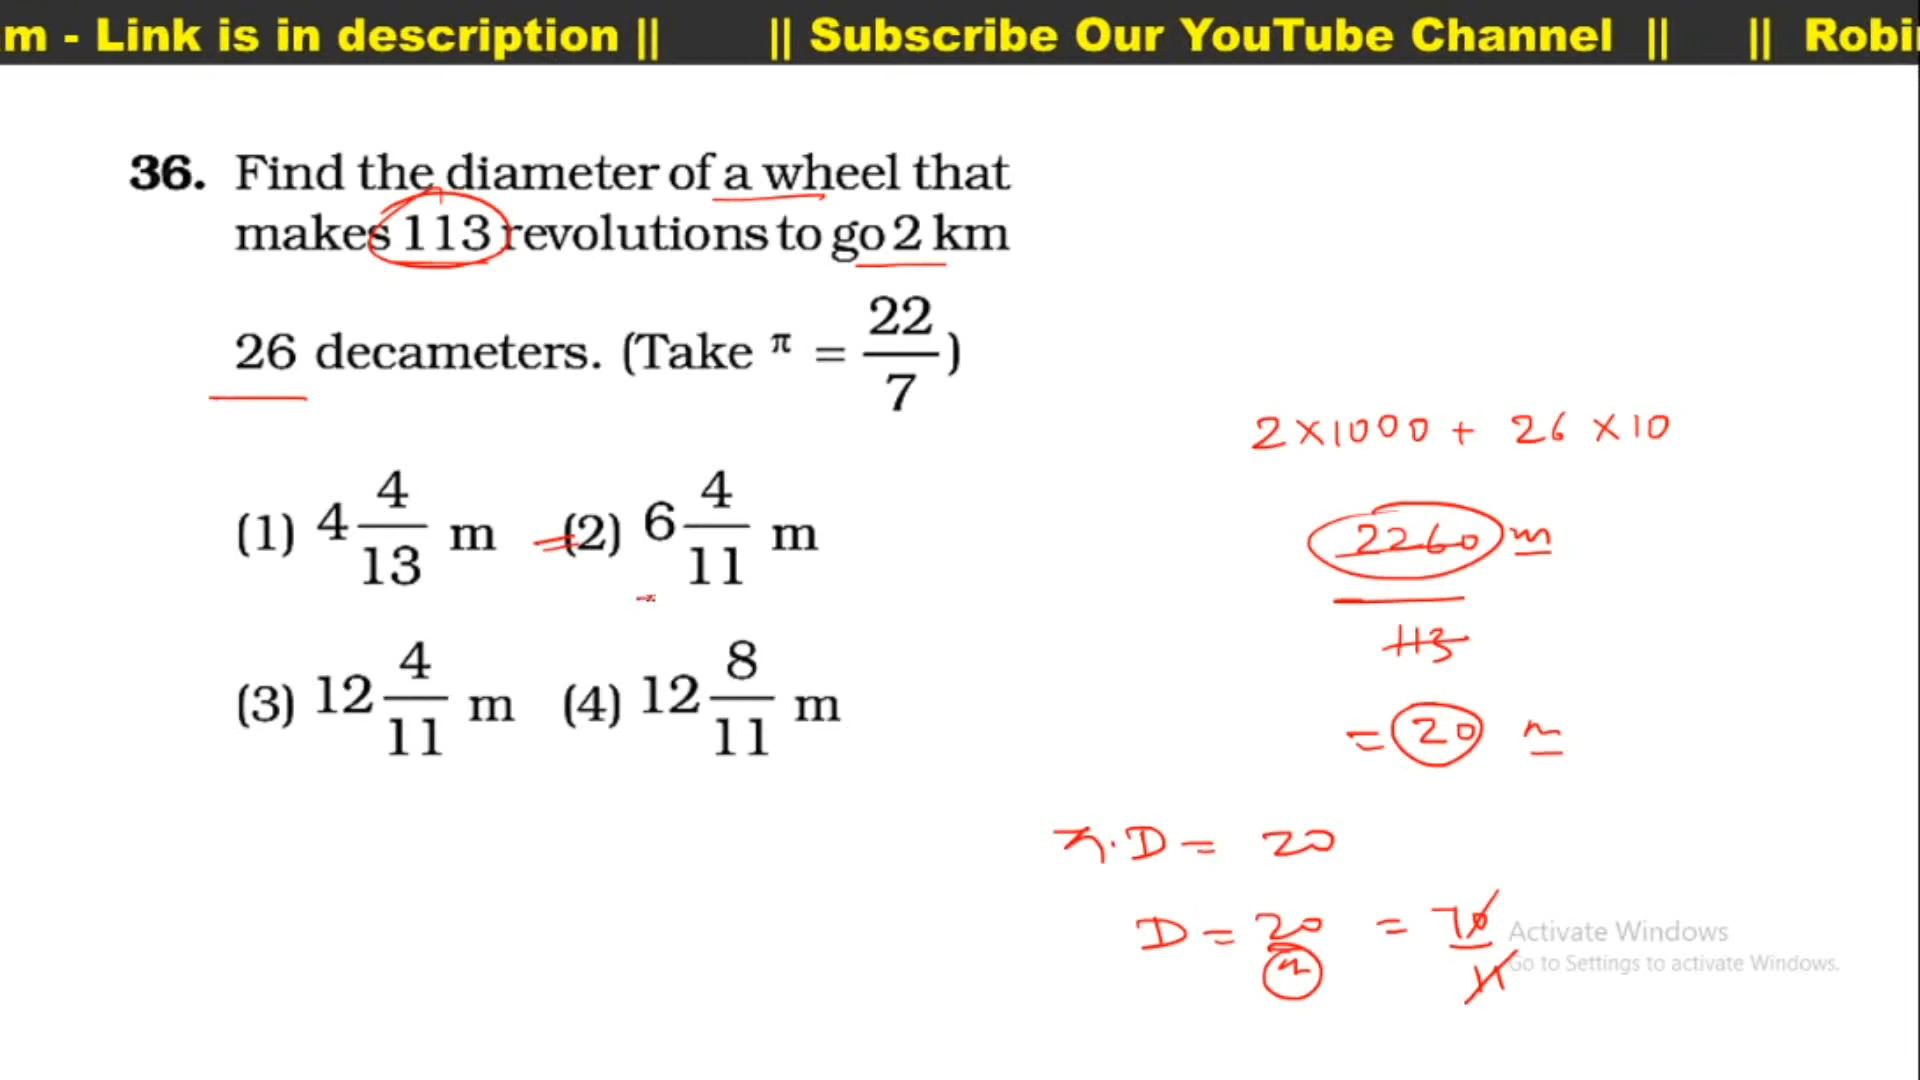 m - Link is in description || || Subscribe Our YouTube Channel || || Robi
36. Find the diameter of a wheel that
makes 113 revolutions to go 2 km
26 decameters. (Take π = 22/7)
(1) 4 4/13 m (2) 6 4/11 m
(3) 12 4/11 m (4) 12 8/11 m
2×1000 + 26×10
2260 m
113
= 20 m
π.D = 20
D = 20/π = 70/11
Activate Windows
Go to Settings to activate Windows.